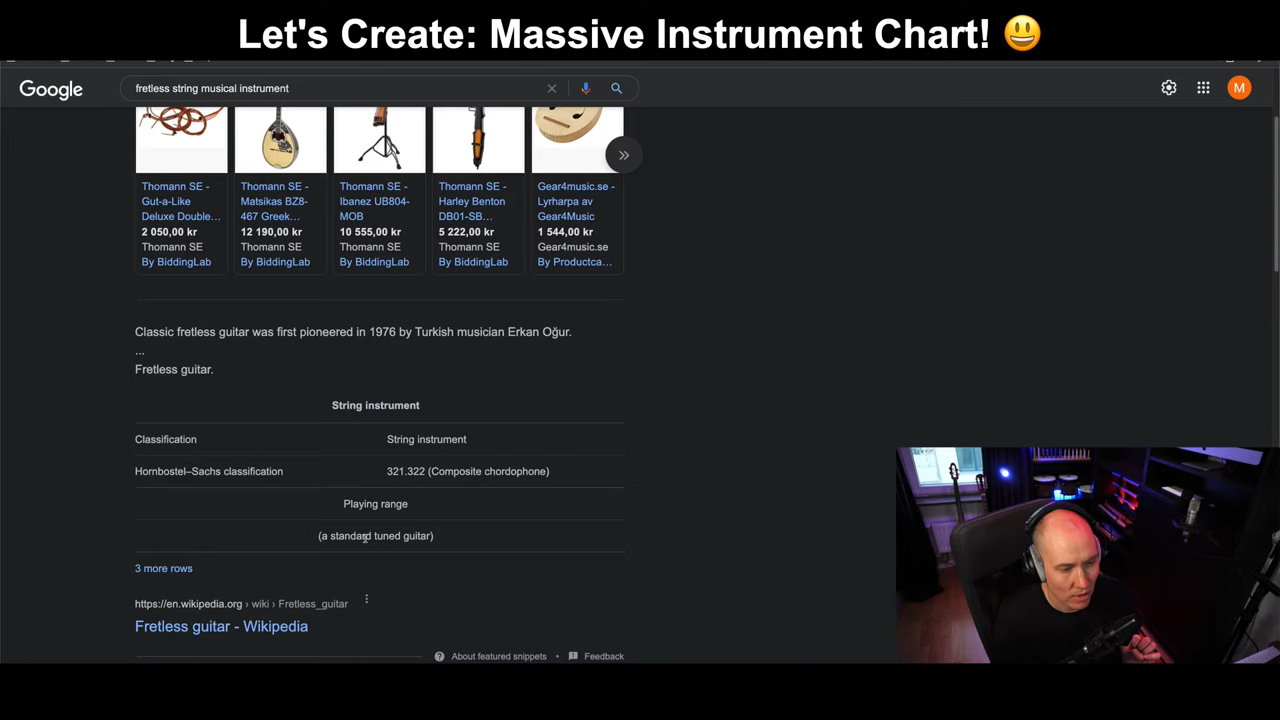 Let's Create: Massive Instrument Chart! 😃
Google
fretless string musical instrument
M
Thomann SE -
Gut-a-Like
Deluxe Double…
2 050,00 kr
Thomann SE
By BiddingLab
Thomann SE -
Matsikas BZ8-
467 Greek…
12 190,00 kr
Thomann SE
By BiddingLab
Thomann SE -
Ibanez UB804-
MOB
10 555,00 kr
Thomann SE
By BiddingLab
Thomann SE -
Harley Benton
DB01-SB…
5 222,00 kr
Thomann SE
By BiddingLab
Gear4music.se -
Lyrharpa av
Gear4Music
1 544,00 kr
Gear4music.se
By Productca…
Classic fretless guitar was first pioneered in 1976 by Turkish musician Erkan Oğur.
...
Fretless guitar.
String instrument
Classification String instrument
Hornbostel–Sachs classification 321.322 (Composite chordophone)
Playing range
(a standard tuned guitar)
3 more rows
https://en.wikipedia.org › wiki › Fretless_guitar
Fretless guitar - Wikipedia
About featured snippets • Feedback